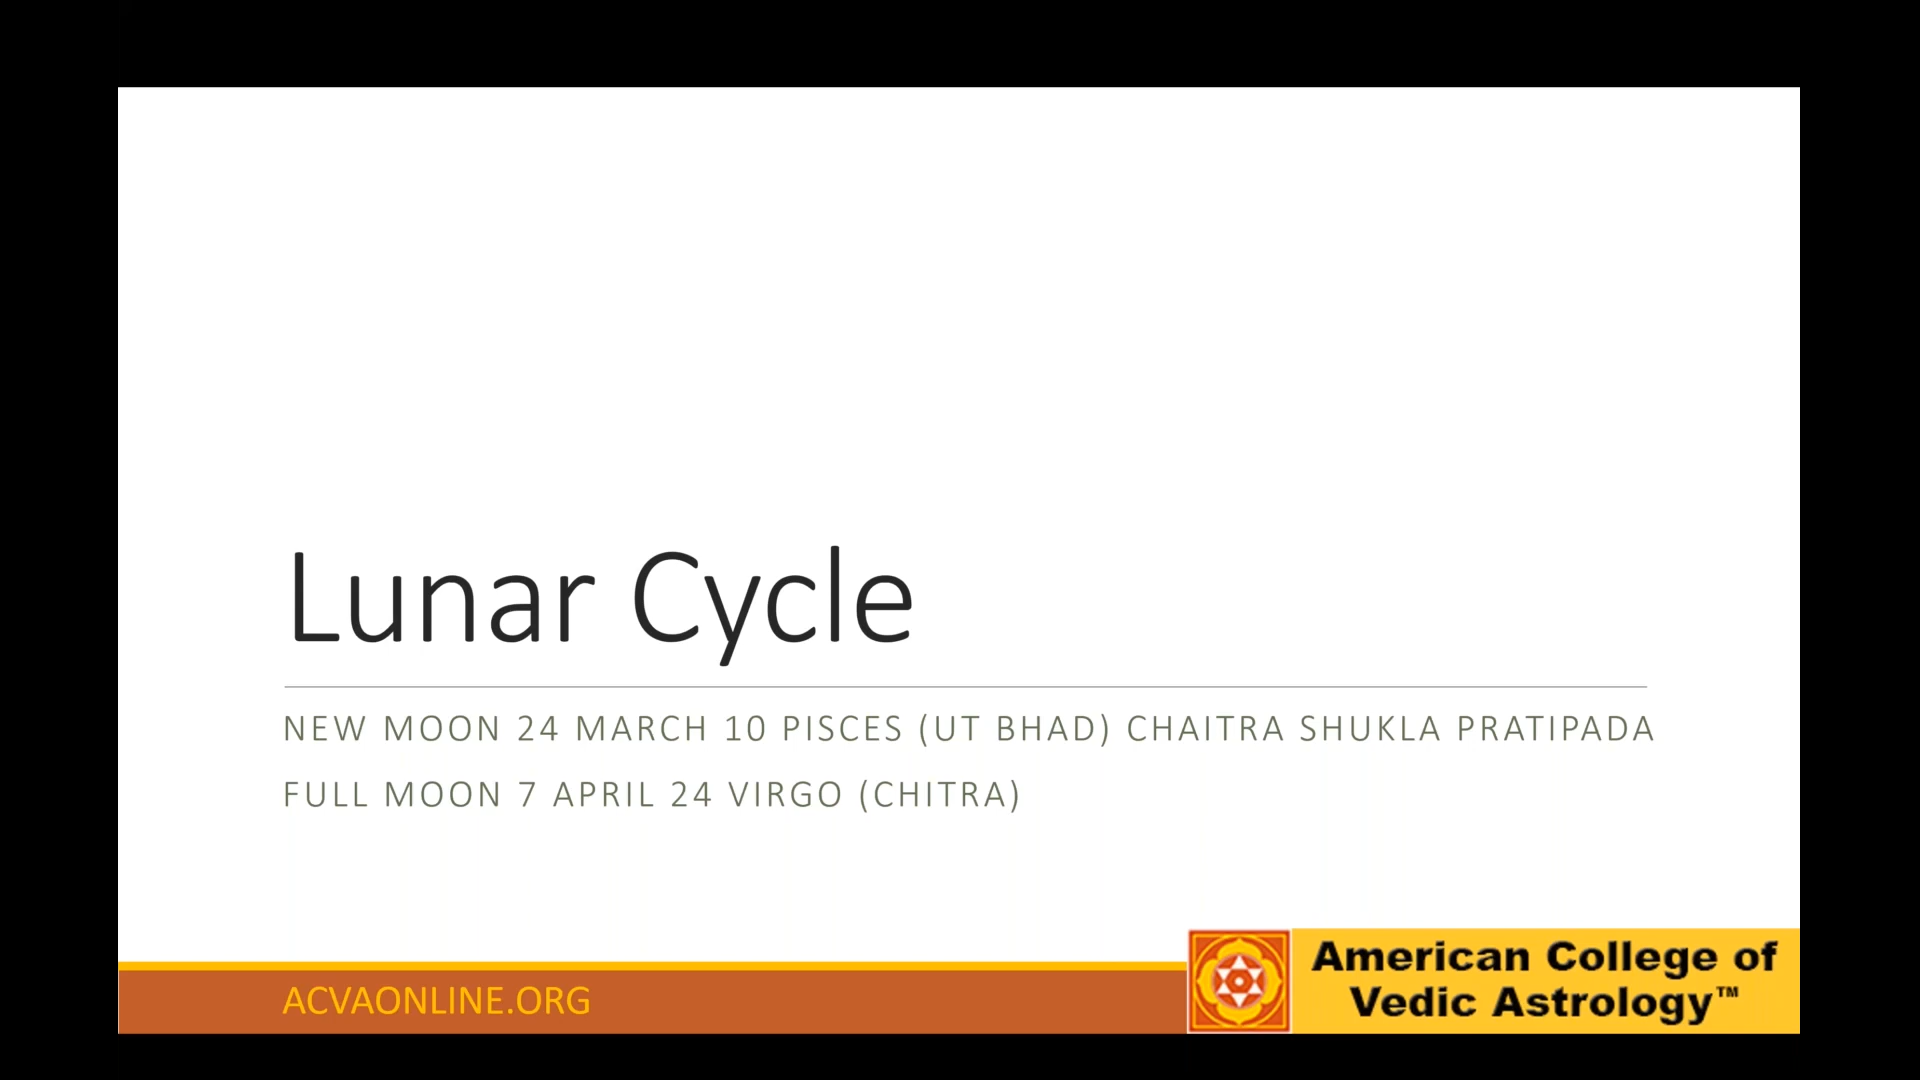 Lunar Cycle
NEW MOON 24 MARCH 10 PISCES (UT BHAD) CHAITRA SHUKLA PRATIPADA
FULL MOON 7 APRIL 24 VIRGO (CHITRA)
ACVAONLINE.ORG
American College of
Vedic Astrology™